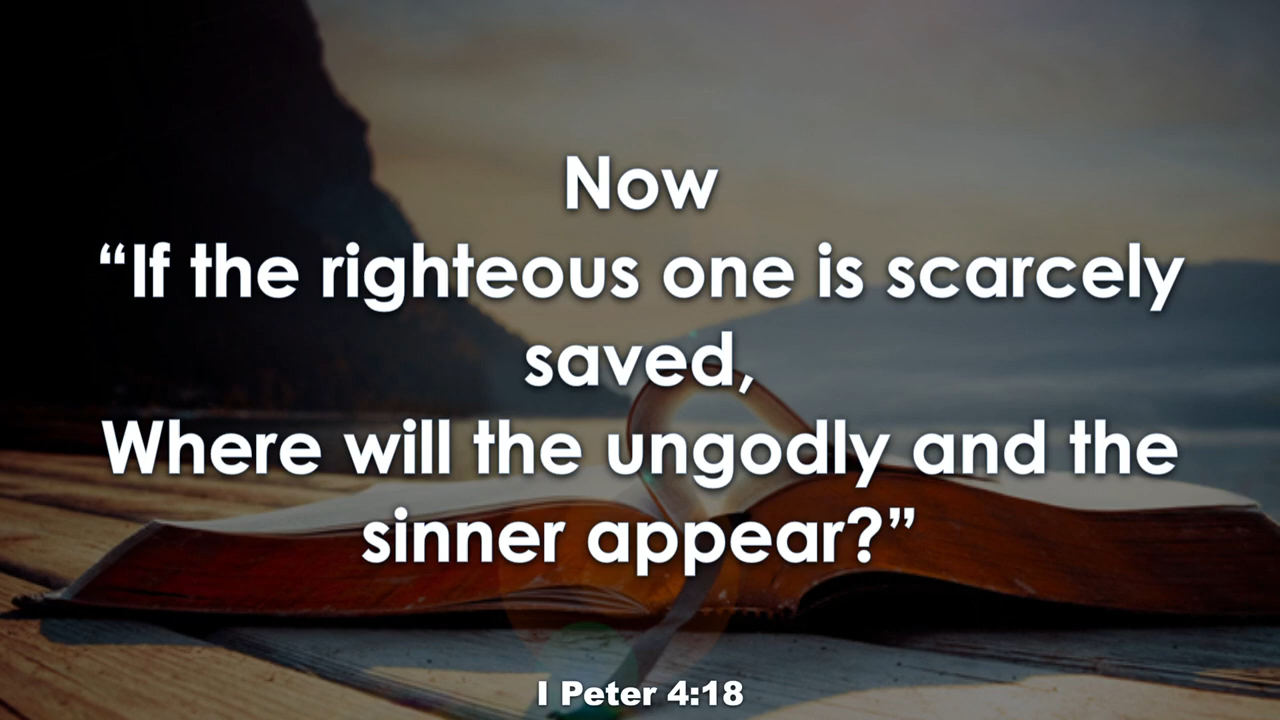 Now
“If the righteous one is scarcely
saved,
Where will the ungodly and the
sinner appear?”
I Peter 4:18